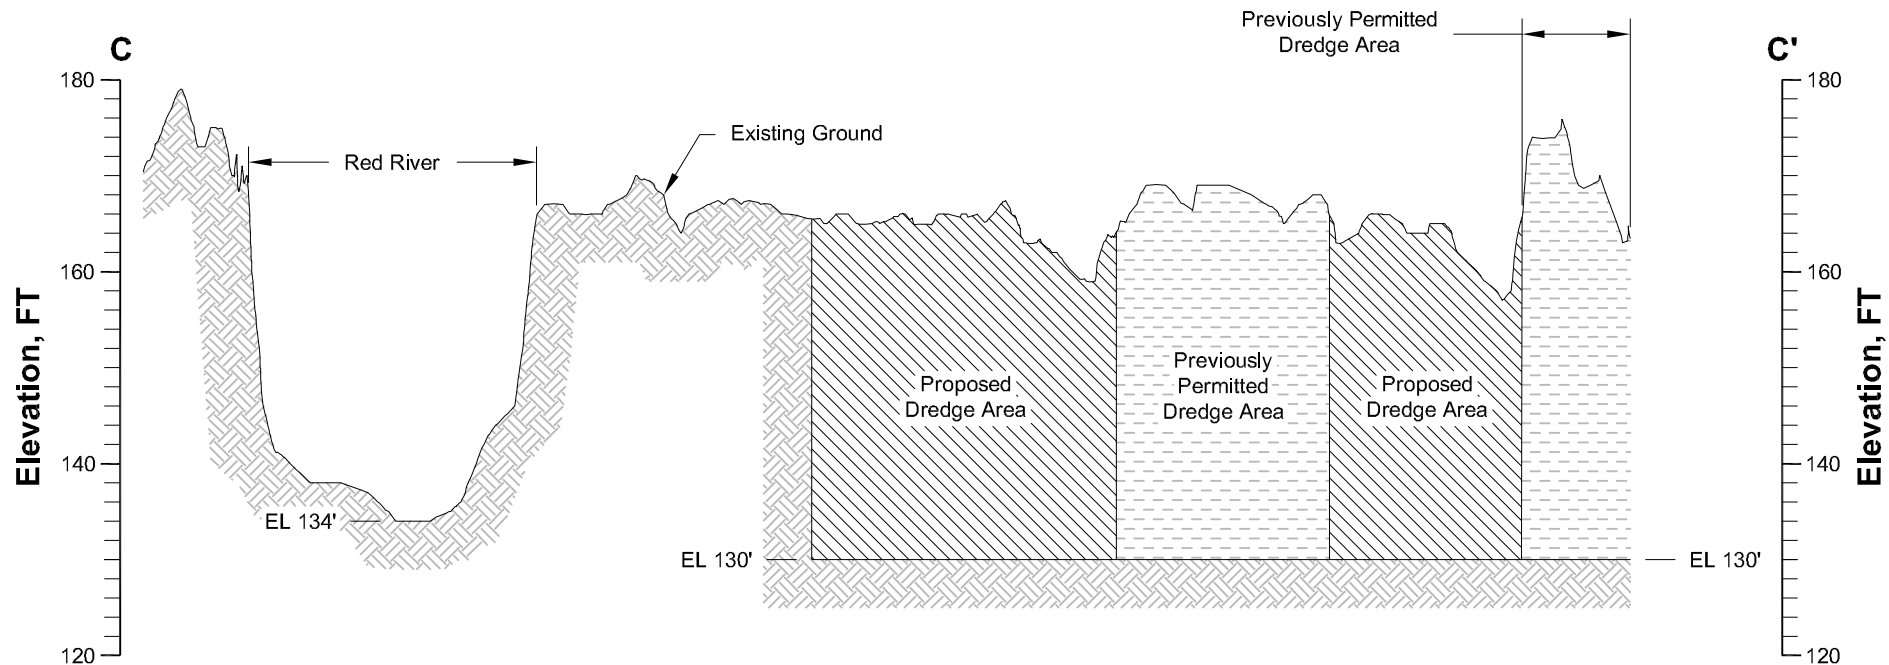 Previously Permitted
Dredge Area
C
C'
180
180
Existing Ground
Red River
160
160
Elevation, FT
Elevation, FT
Previously
Permitted
Dredge Area
Proposed
Dredge Area
Proposed
Dredge Area
140
140
EL 134'
EL 130'
EL 130'
120
120